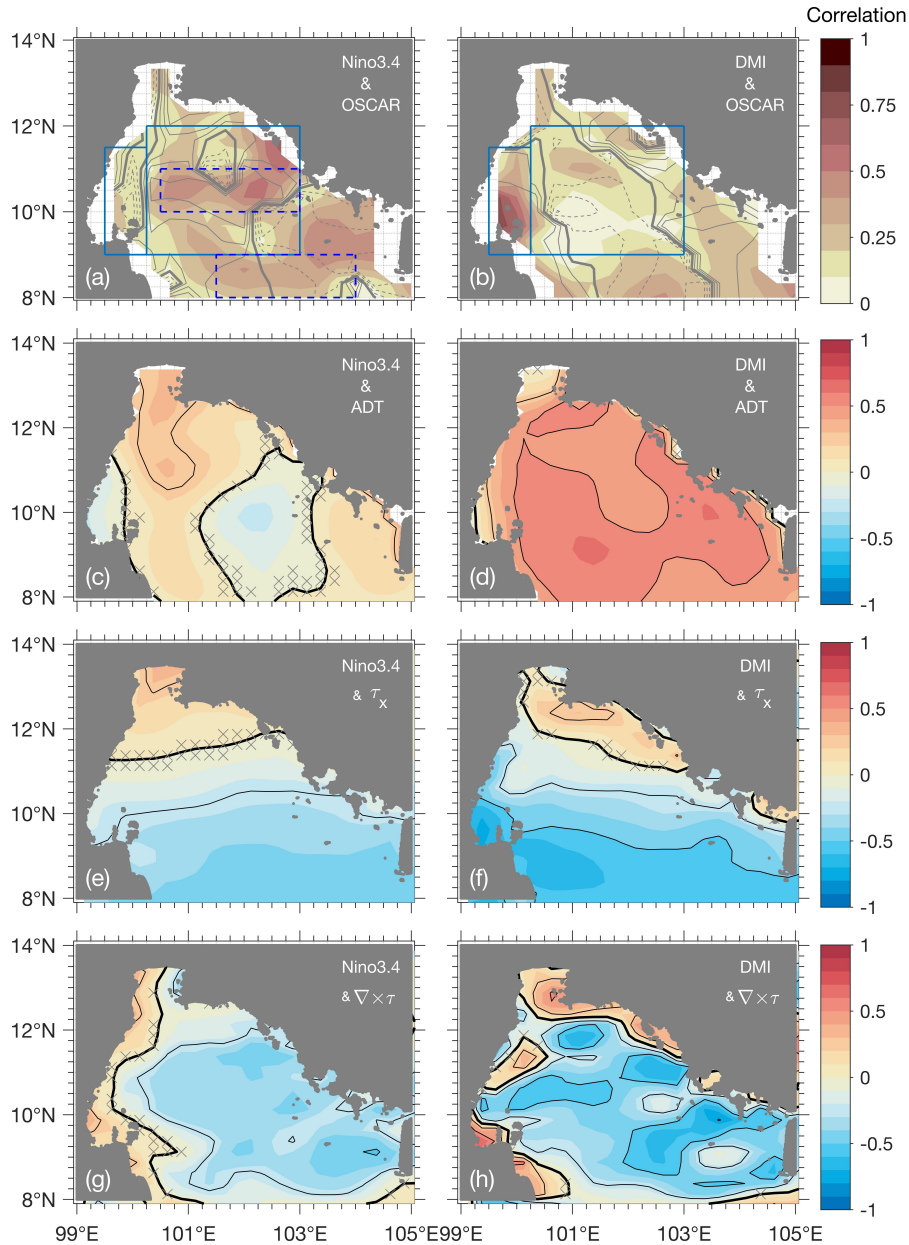 Correlation
14°N
12°N
10°N
8°N
Nino3.4
&
OSCAR
(a)
DMI
&
OSCAR
(b)
1
0.75
0.5
0.25
0
14°N
12°N
10°N
8°N
Nino3.4
&
ADT
(c)
DMI
&
ADT
(d)
1
0.5
0
-0.5
-1
14°N
12°N
10°N
8°N
Nino3.4
& τx
(e)
DMI
& τx
(f)
1
0.5
0
-0.5
-1
14°N
12°N
10°N
8°N
Nino3.4
& ∇×τ
(g)
DMI
& ∇×τ
(h)
1
0.5
0
-0.5
-1
99°E 101°E 103°E 105°E 99°E 101°E 103°E 105°E